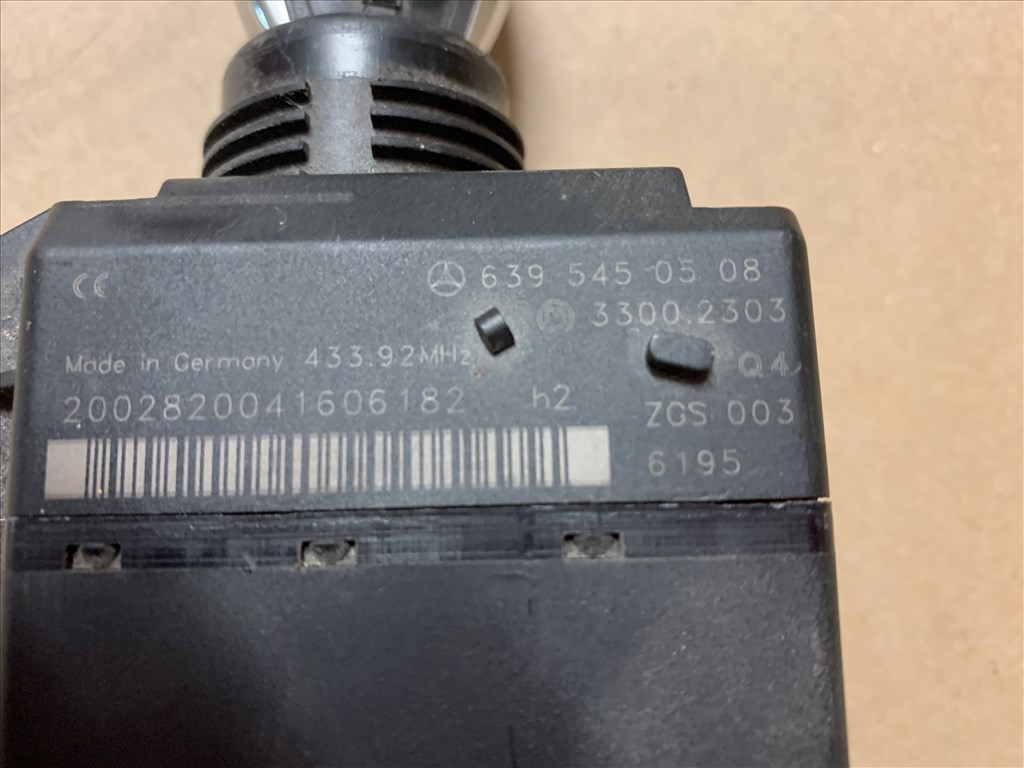 CE 639 545 05 08
3300.2303
Made in Germany 433.92MHz Q4
2002820041606182 h2 ZGS 003
6195